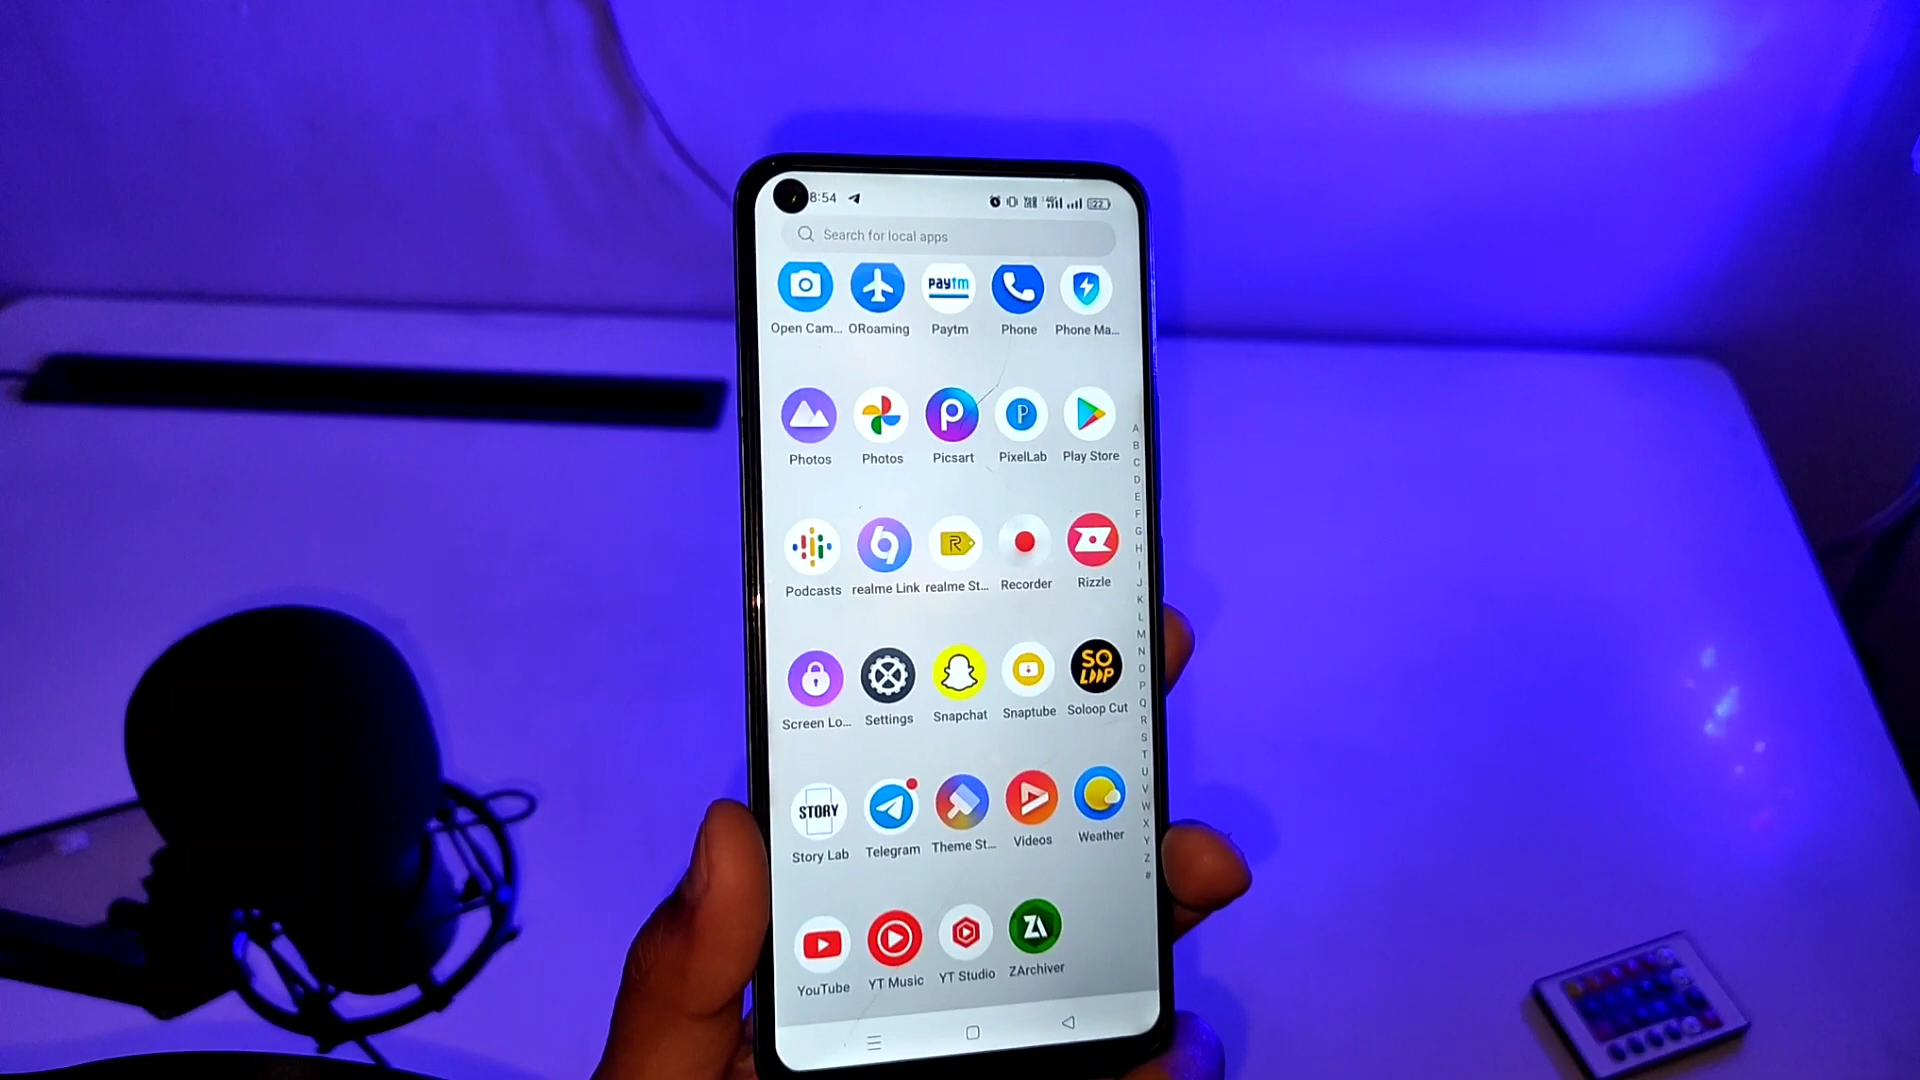 8:54
22
Search for local apps
paytm
Open Cam... ORoaming Paytm Phone Phone Ma...
P P
Photos Photos Picsart PixelLab Play Store
R
Podcasts realme Link realme St... Recorder Rizzle
SO
LOOP
Screen Lo... Settings Snapchat Snaptube Soloop Cut
STORY
Story Lab Telegram Theme St... Videos Weather
ZA
YouTube YT Music YT Studio ZArchiver
A
B
C
D
E
F
G
H
I
J
K
L
M
N
O
P
Q
R
S
T
U
V
W
X
Y
Z
#